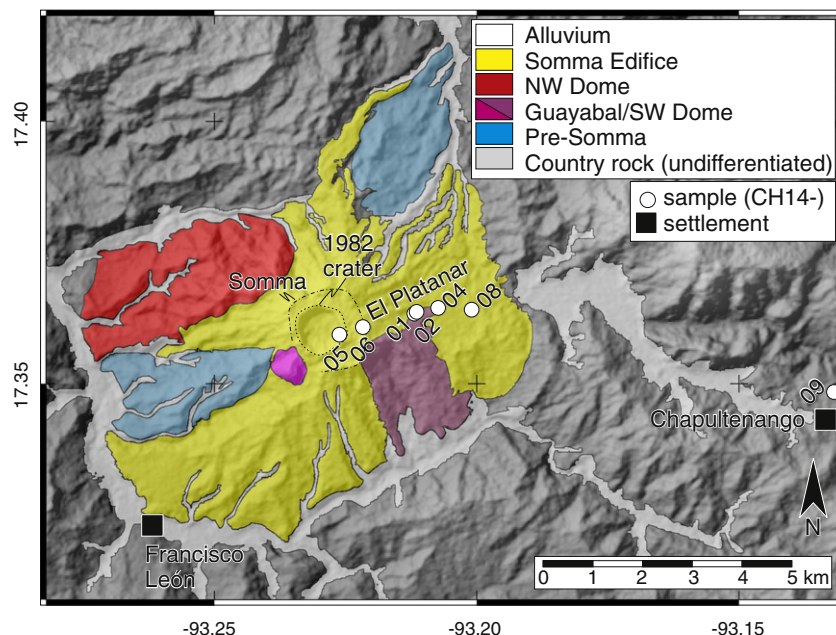 Alluvium
Somma Edifice
NW Dome
Guayabal/SW Dome
Pre-Somma
Country rock (undifferentiated)
sample (CH14-)
settlement
17.40
17.35
1982
crater
Somma
El Platanar
05
06
01
02
04
08
09
Chapultenango
Francisco
León
N
0 1 2 3 4 5 km
-93.25
-93.20
-93.15